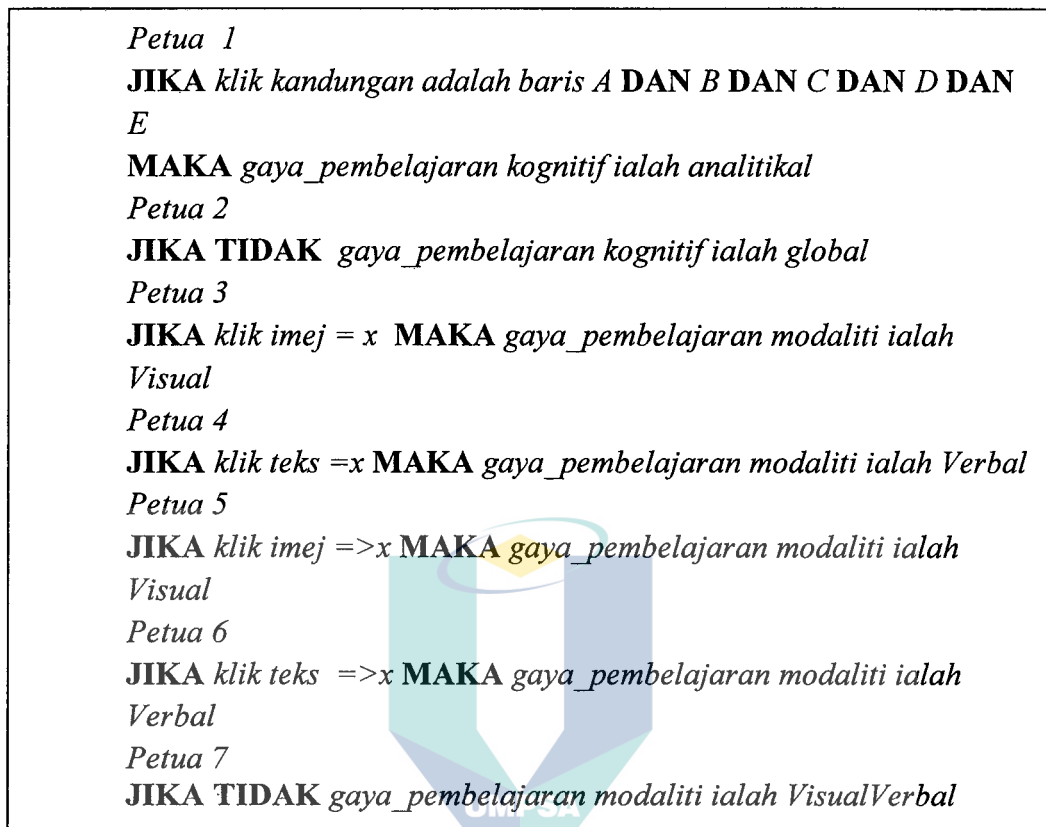 Petua 1
JIKA klik kandungan adalah baris A DAN B DAN C DAN D DAN
E
MAKA gaya_pembelajaran kognitif ialah analitikal
Petua 2
JIKA TIDAK gaya_pembelajaran kognitif ialah global
Petua 3
JIKA klik imej = x MAKA gaya_pembelajaran modaliti ialah
Visual
Petua 4
JIKA klik teks =x MAKA gaya_pembelajaran modaliti ialah Verbal
Petua 5
JIKA klik imej =>x MAKA gaya_pembelajaran modaliti ialah
Visual
Petua 6
JIKA klik teks =>x MAKA gaya_pembelajaran modaliti ialah
Verbal
Petua 7
JIKA TIDAK gaya_pembelajaran modaliti ialah VisualVerbal
UMPSA